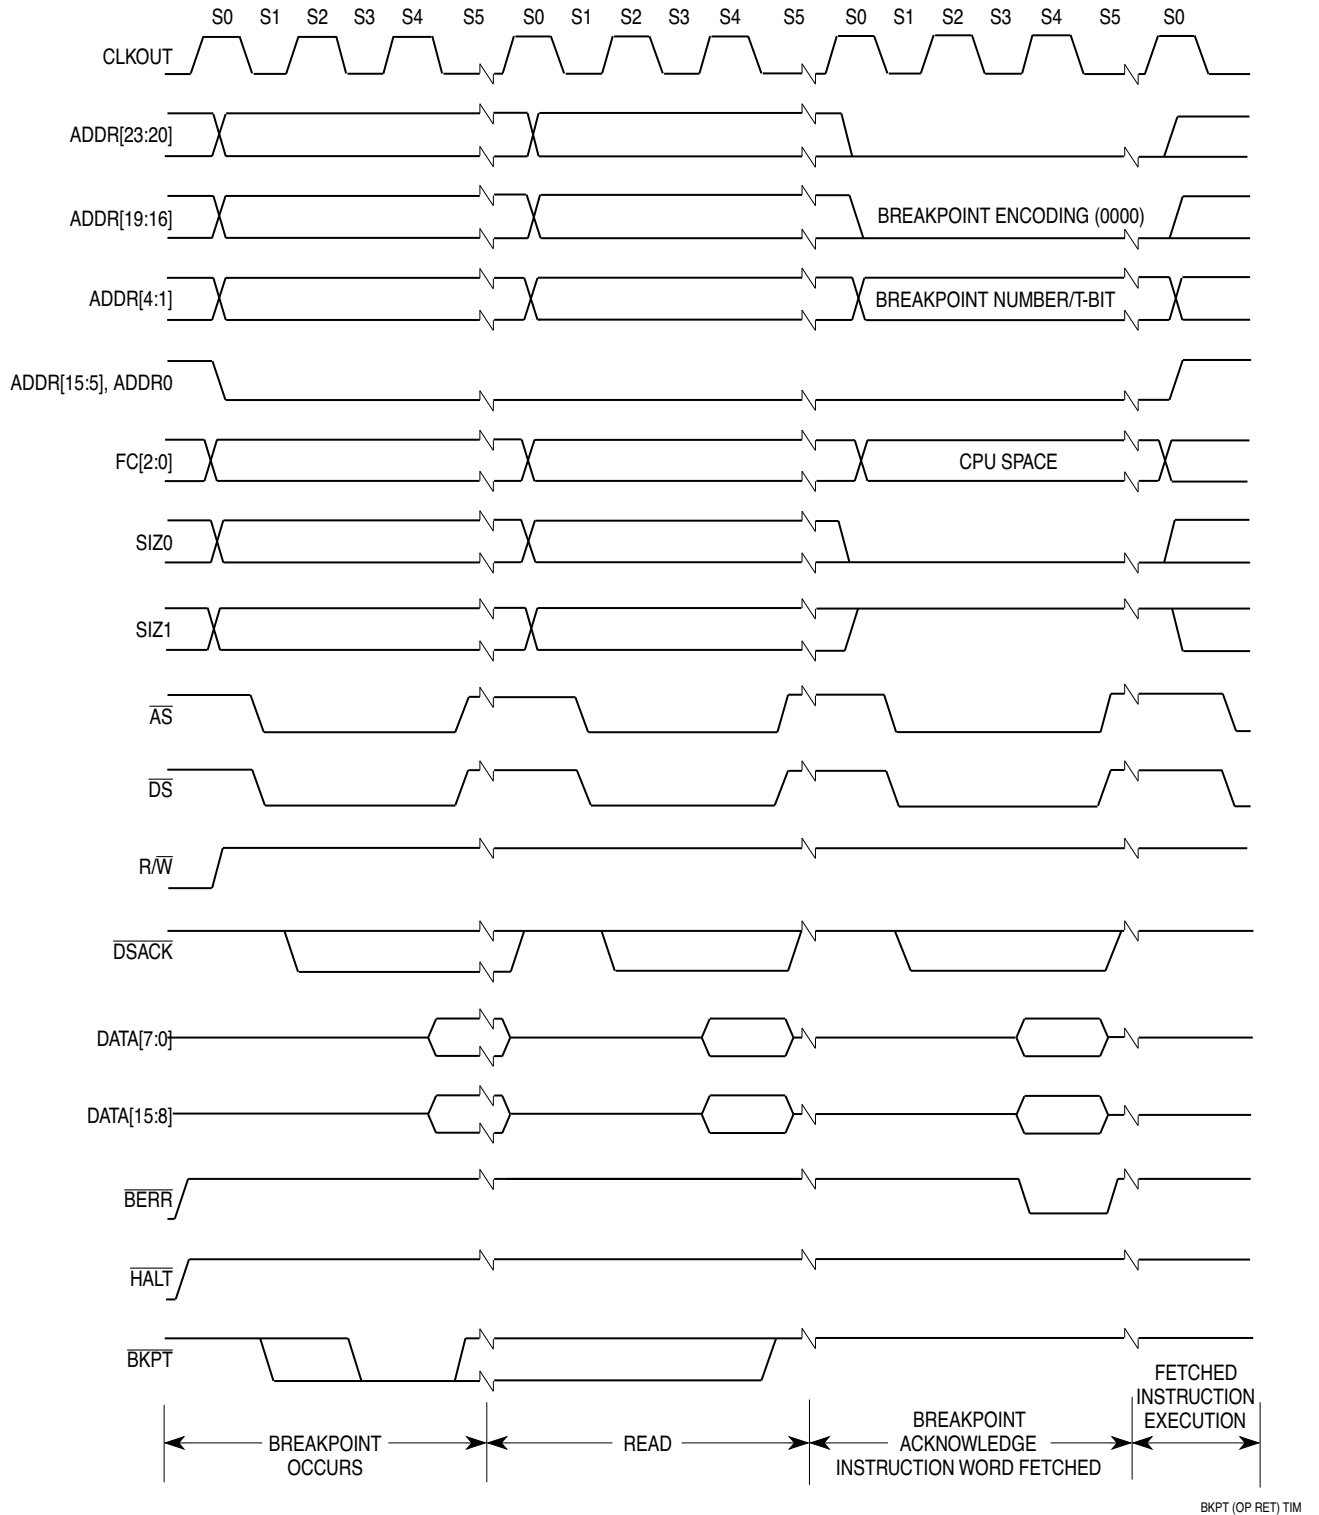 S0 S1 S2 S3 S4 S5 S0 S1 S2 S3 S4 S5 S0 S1 S2 S3 S4 S5 S0
CLKOUT
ADDR[23:20]
ADDR[19:16] BREAKPOINT ENCODING (0000)
ADDR[4:1] BREAKPOINT NUMBER/T-BIT
ADDR[15:5], ADDR0
FC[2:0] CPU SPACE
SIZ0
SIZ1
AS
DS
R/W
DSACK
DATA[7:0]
DATA[15:8]
BERR
HALT
BKPT
BREAKPOINT
OCCURS
READ
BREAKPOINT
ACKNOWLEDGE
INSTRUCTION WORD FETCHED
FETCHED
INSTRUCTION
EXECUTION
BKPT (OP RET) TIM